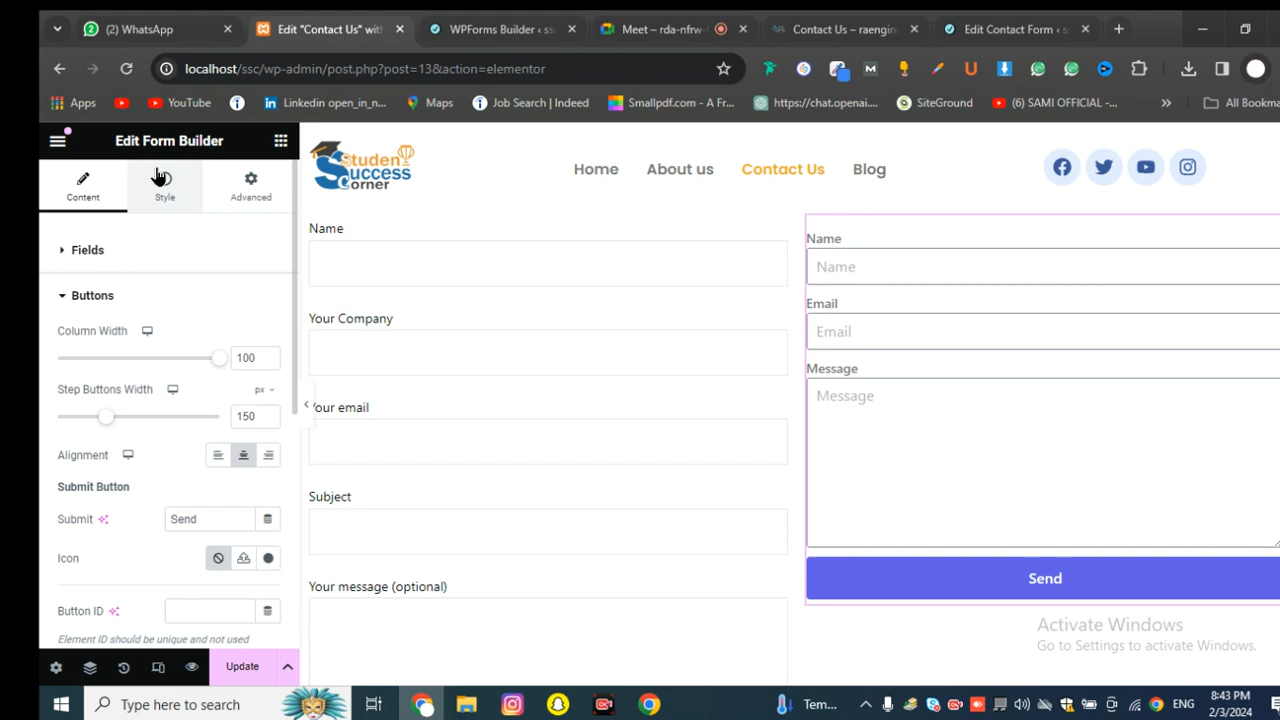 (2) WhatsApp
Edit "Contact Us" with
WPForms Builder ‹ ss
Meet – rda-nfrw-
Contact Us – raengin
Edit Contact Form ‹ s
localhost/ssc/wp-admin/post.php?post=13&action=elementor
Apps
YouTube
Linkedin open_in_n...
Maps
Job Search | Indeed
Smallpdf.com - A Fr...
https://chat.openai....
SiteGround
(6) SAMI OFFICIAL -...
»
All Bookma
Edit Form Builder
Content
Style
Advanced
Fields
Buttons
Column Width
100
Step Buttons Width
px
150
Alignment
Submit Button
Submit
Send
Icon
Button ID
Element ID should be unique and not used
Update
Studen
Success
Corner
Home
About us
Contact Us
Blog
Name
Your Company
Your email
Subject
Your message (optional)
Name
Name
Email
Email
Message
Message
Send
Activate Windows
Go to Settings to activate Windows.
Type here to search
Tem...
ENG
8:43 PM
2/3/2024